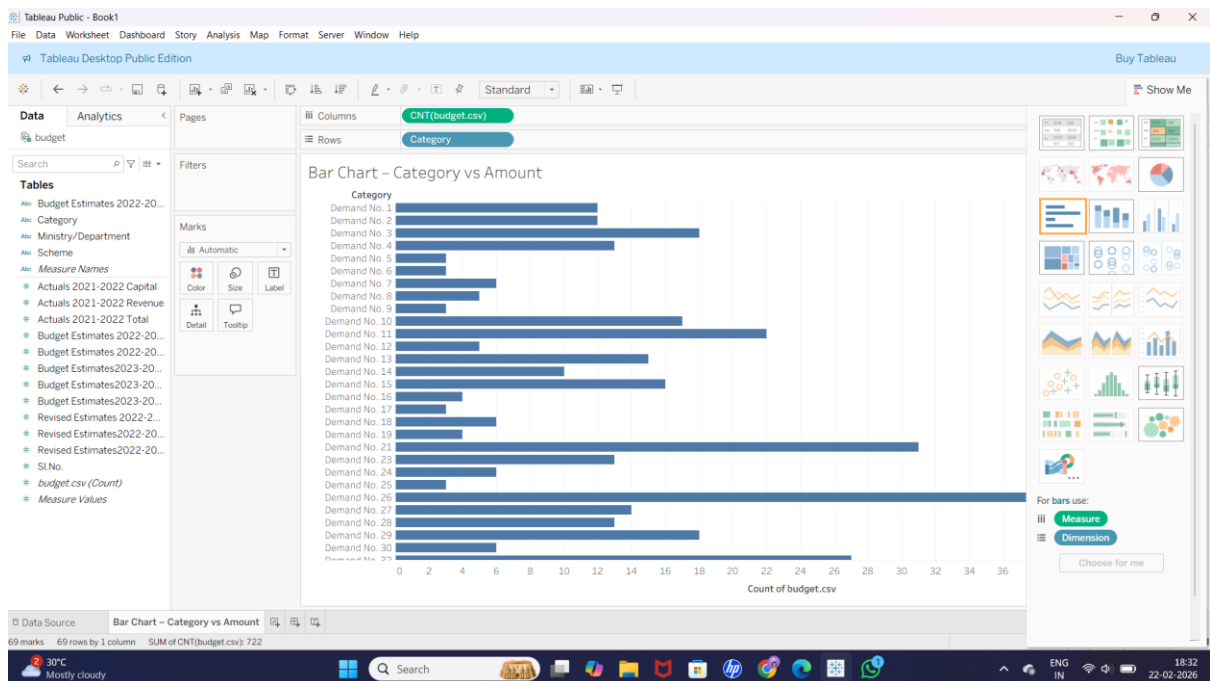 Tableau Public - Book1
File Data Worksheet Dashboard Story Analysis Map Format Server Window Help
Tableau Desktop Public Edition
Buy Tableau
Standard
Show Me
Data Analytics
budget
Search
Tables
Abc Budget Estimates 2022-20...
Abc Category
Abc Ministry/Department
Abc Scheme
Abc Measure Names
# Actuals 2021-2022 Capital
# Actuals 2021-2022 Revenue
# Actuals 2021-2022 Total
# Budget Estimates 2022-20...
# Budget Estimates 2022-20...
# Budget Estimates2023-20...
# Budget Estimates2023-20...
# Budget Estimates2023-20...
# Revised Estimates 2022-2...
# Revised Estimates2022-20...
# Revised Estimates2022-20...
# Sl.No.
# budget.csv (Count)
# Measure Values
Pages
Filters
Marks
Automatic
Color Size Label
Detail Tooltip
Columns CNT(budget.csv)
Rows Category
Bar Chart – Category vs Amount
Category
Demand No. 1
Demand No. 2
Demand No. 3
Demand No. 4
Demand No. 5
Demand No. 6
Demand No. 7
Demand No. 8
Demand No. 9
Demand No. 10
Demand No. 11
Demand No. 12
Demand No. 13
Demand No. 14
Demand No. 15
Demand No. 16
Demand No. 17
Demand No. 18
Demand No. 19
Demand No. 21
Demand No. 23
Demand No. 24
Demand No. 25
Demand No. 26
Demand No. 27
Demand No. 28
Demand No. 29
Demand No. 30
0 2 4 6 8 10 12 14 16 18 20 22 24 26 28 30 32 34 36
Count of budget.csv
For bars use:
Measure
Dimension
Choose for me
Data Source Bar Chart – Category vs Amount
69 marks 69 rows by 1 column SUM of CNT(budget.csv): 722
2
30°C
Mostly cloudy
Search
hp
2
ENG
IN
18:32
22-02-2026